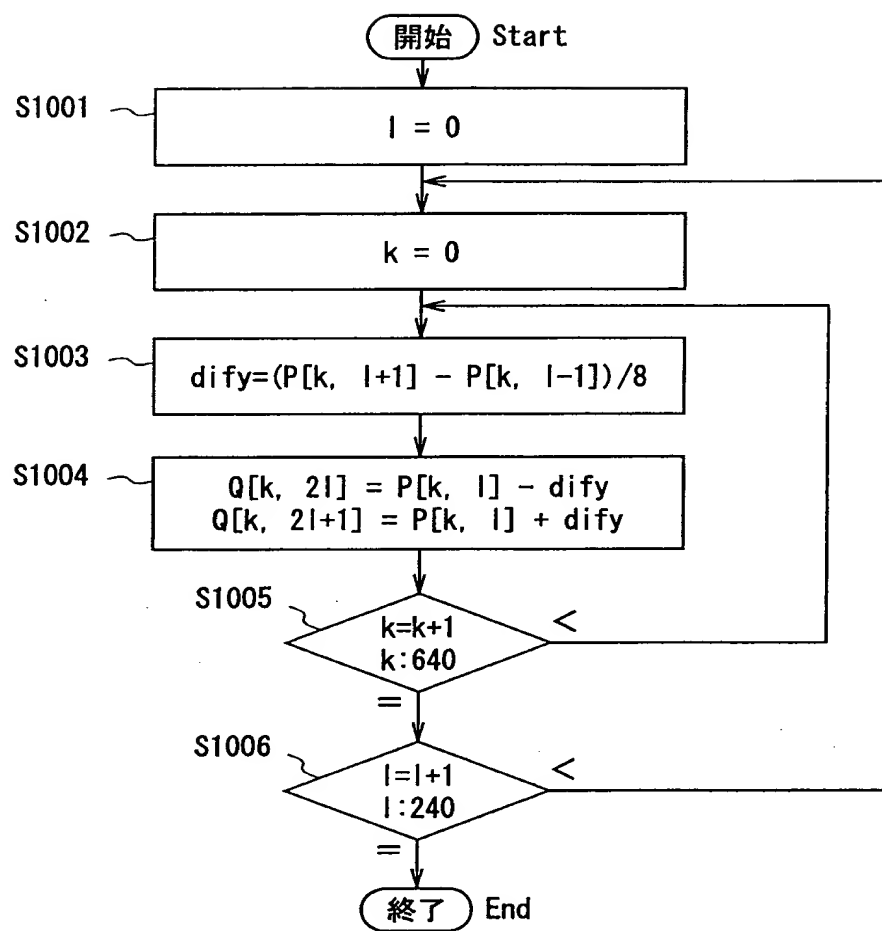 開始 Start
S1001
l = 0
S1002
k = 0
S1003
dify=(P[k, l+1] - P[k, l-1])/8
S1004
Q[k, 2l] = P[k, l] - dify
Q[k, 2l+1] = P[k, l] + dify
S1005
k=k+1
k:640
<
=
S1006
l=l+1
l:240
<
=
終了 End